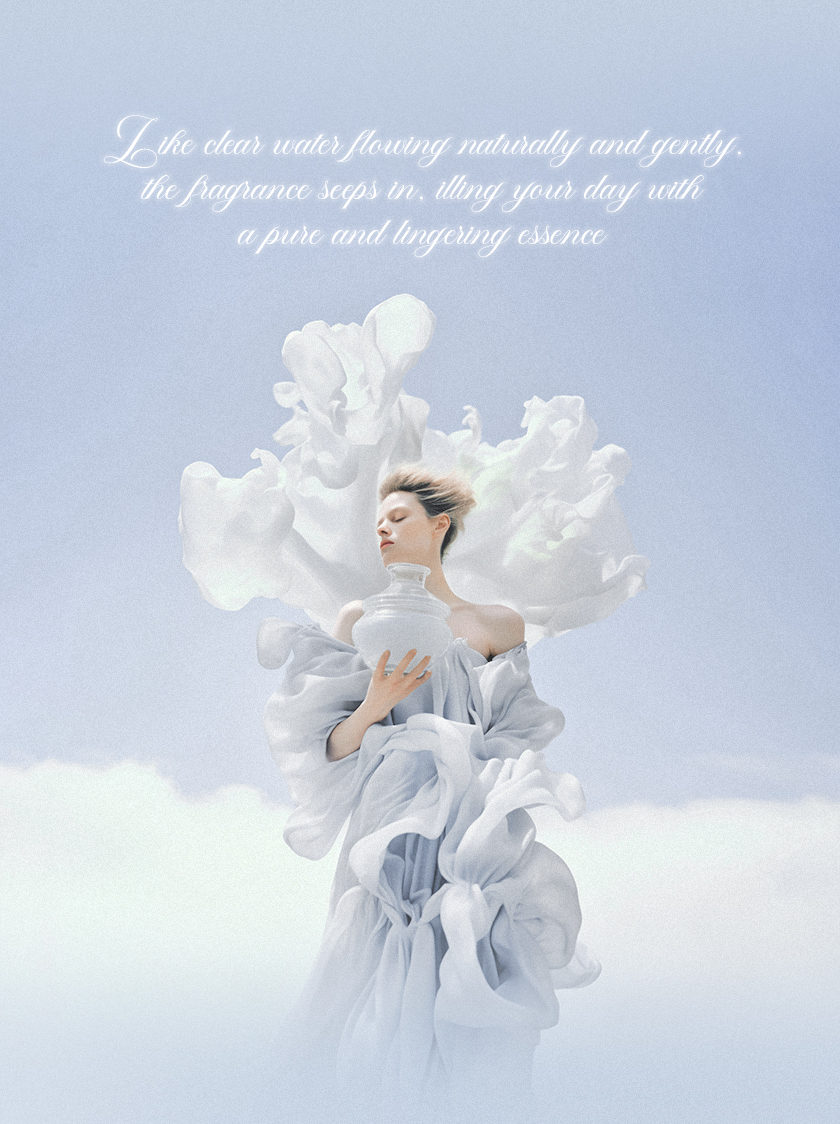 Like clear water flowing naturally and gently,
the fragrance seeps in, illing your day with
a pure and lingering essence